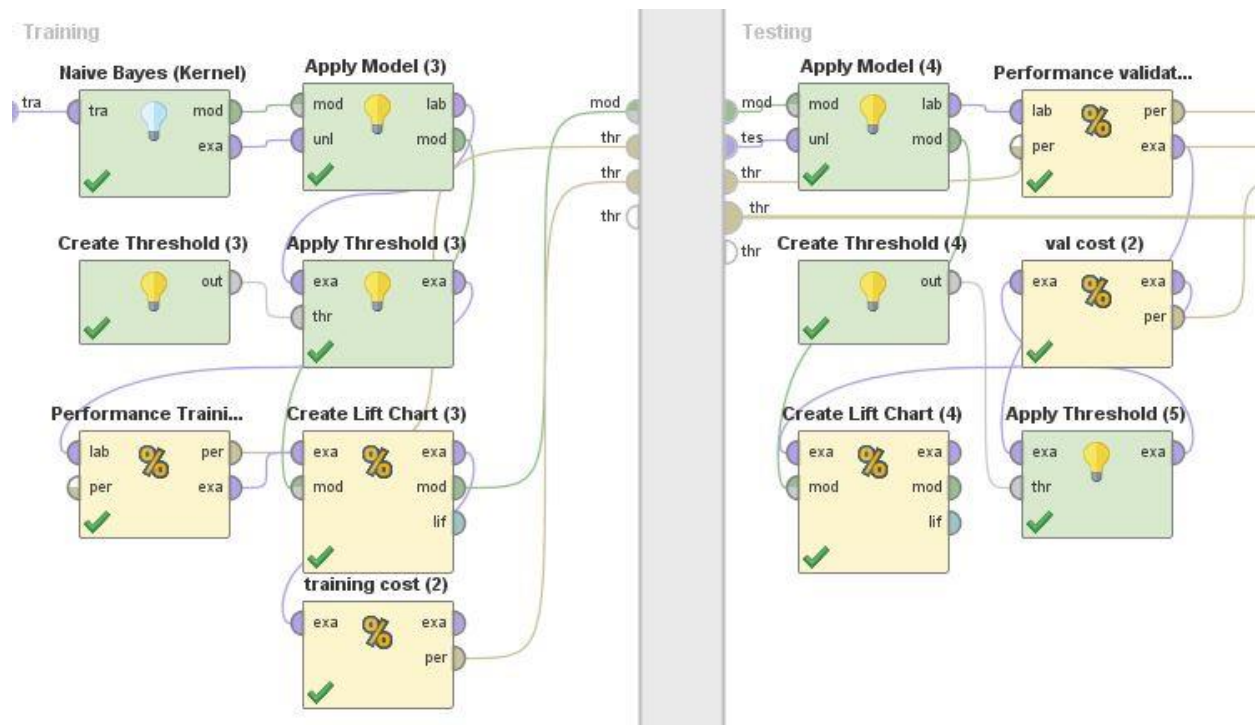 Training
Naive Bayes (Kernel)
tra
tra
mod
exa
Apply Model (3)
mod
unl
lab
mod
mod
thr
thr
thr
Create Threshold (3)
out
Apply Threshold (3)
exa
thr
exa
Performance Traini...
lab
per
per
exa
Create Lift Chart (3)
exa
mod
exa
mod
lif
training cost (2)
exa
exa
per
Testing
mod
tes
thr
thr
thr
Apply Model (4)
mod
unl
lab
mod
Performance validat...
lab
per
per
exa
Create Threshold (4)
out
val cost (2)
exa
exa
per
Create Lift Chart (4)
exa
mod
exa
mod
lif
Apply Threshold (5)
exa
thr
exa